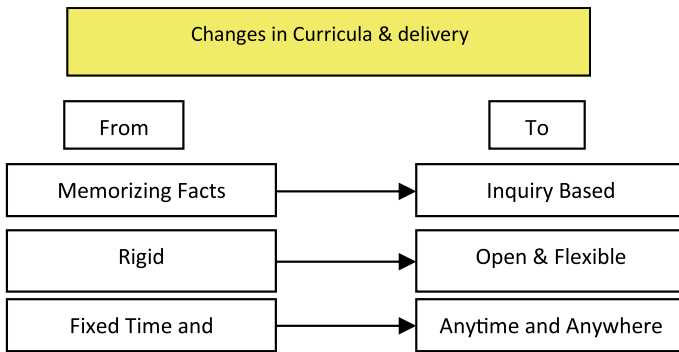 Changes in Curricula & delivery
From To
Memorizing Facts Inquiry Based
Rigid Open & Flexible
Fixed Time and Anytime and Anywhere